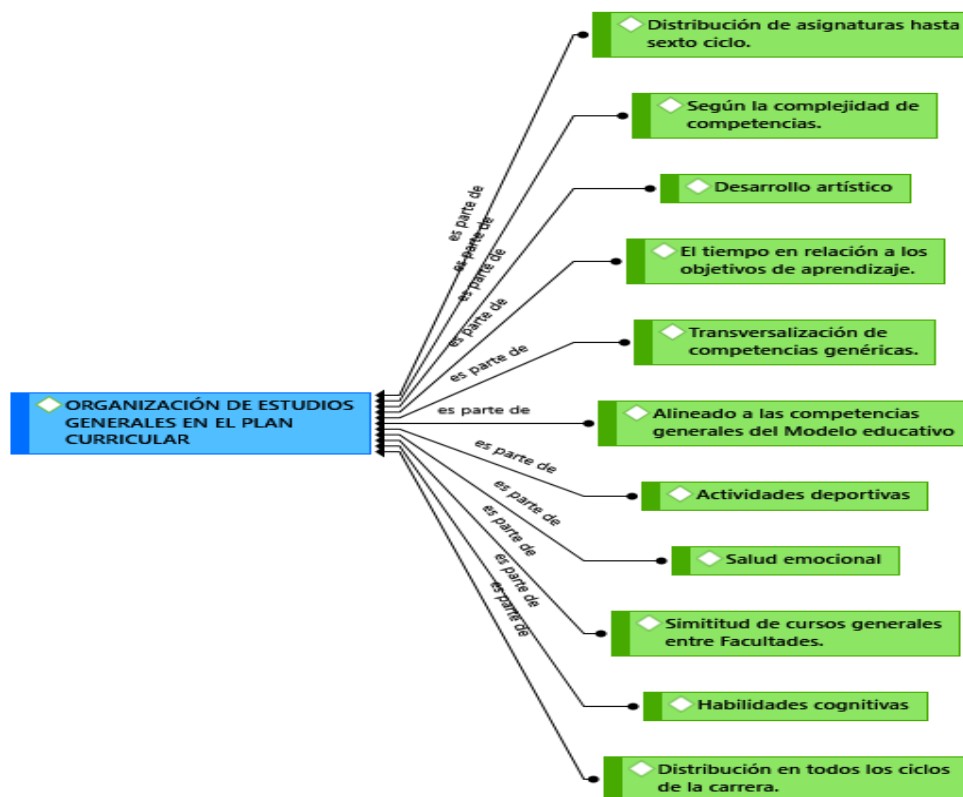 Distribución de asignaturas hasta
sexto ciclo.
Según la complejidad de
competencias.
Desarrollo artístico
El tiempo en relación a los
objetivos de aprendizaje.
Transversalización de
competencias genéricas.
ORGANIZACIÓN DE ESTUDIOS
GENERALES EN EL PLAN
CURRICULAR
Alineado a las competencias
generales del Modelo educativo
Actividades deportivas
Salud emocional
Simititud de cursos generales
entre Facultades.
Habilidades cognitivas
Distribución en todos los ciclos
de la carrera.
es parte de
es parte de
es parte de
es parte de
es parte de
es parte de
es parte de
es parte de
es parte de
es parte de
es parte de